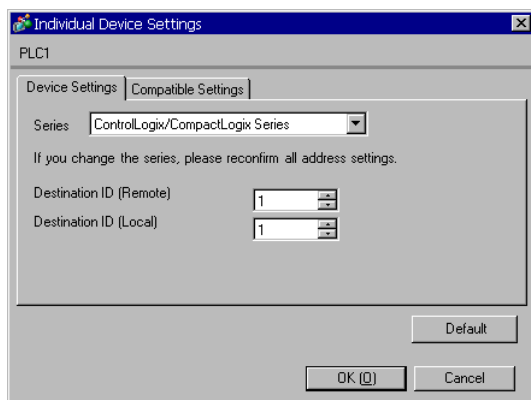 Individual Device Settings
PLC1
Device Settings Compatible Settings
Series ControlLogix/CompactLogix Series
If you change the series, please reconfirm all address settings.
Destination ID (Remote) 1
Destination ID (Local) 1
Default
OK (O) Cancel